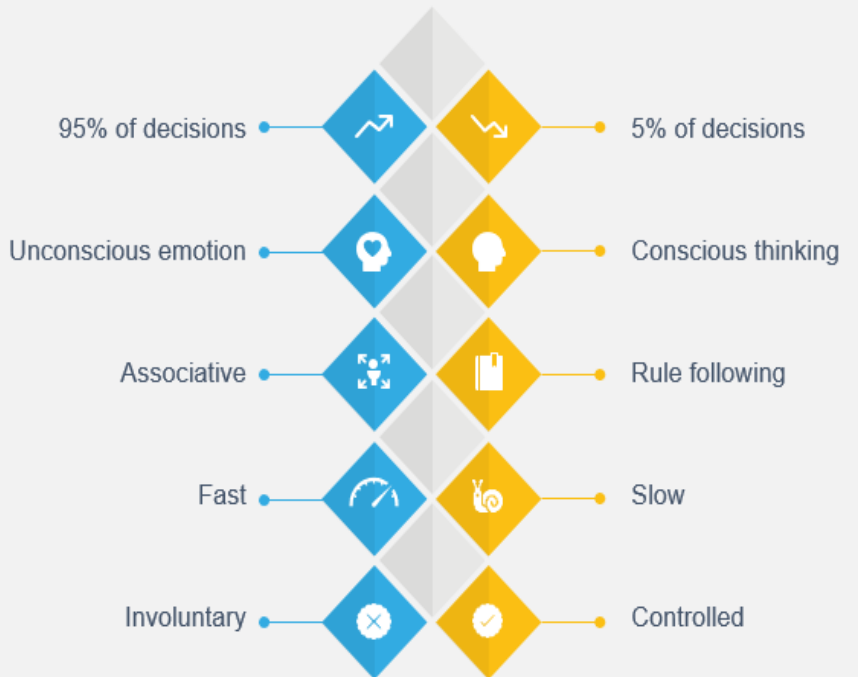 95% of decisions
5% of decisions
Unconscious emotion
Conscious thinking
Associative
Rule following
Fast
Slow
Involuntary
Controlled